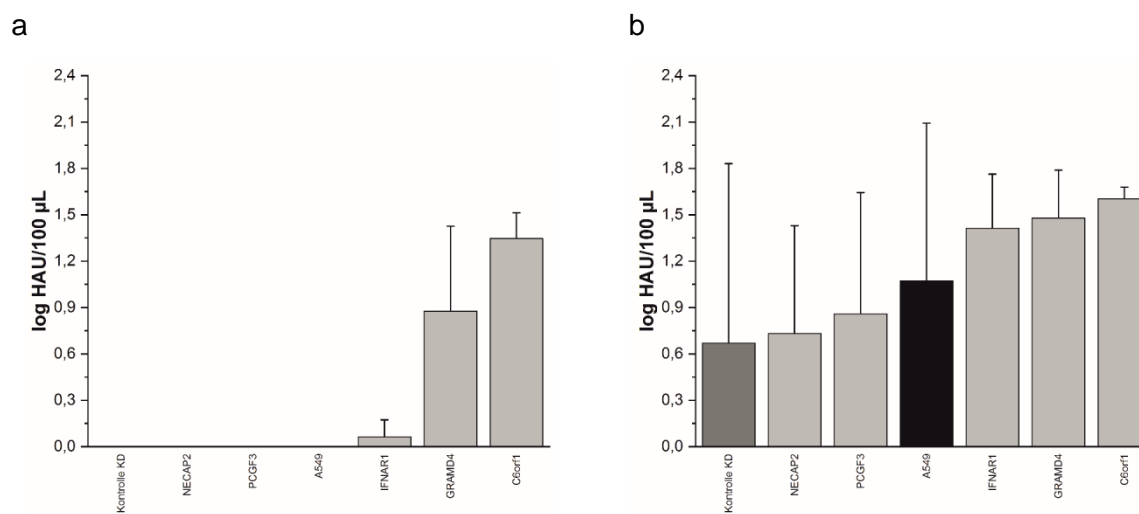 a
2,4
2,1
1,8
1,5
1,2
0,9
0,6
0,3
0,0
log HAU/100 µL
Kontrolle KD
NECAP2
PCGF3
A549
IFNAR1
GRAMD4
C6orf1
b
2,4
2,1
1,8
1,5
1,2
0,9
0,6
0,3
0,0
log HAU/100 µL
Kontrolle KD
NECAP2
PCGF3
A549
IFNAR1
GRAMD4
C6orf1